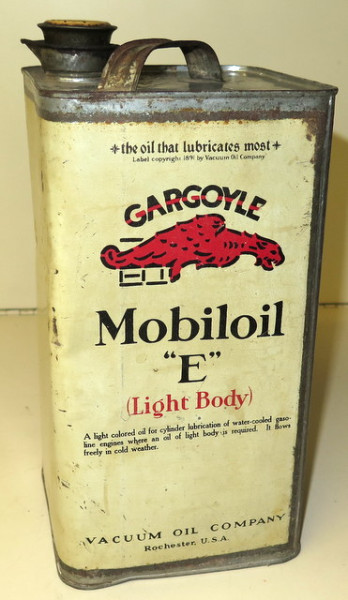 the oil that lubricates most
Label copyright 1891 by Vacuum Oil Company
GARGOYLE
Mobiloil
"E"
(Light Body)
A light colored oil for cylinder lubrication of water-cooled gaso-
line engines where an oil of light body is required. It flows
freely in cold weather.
VACUUM OIL COMPANY
Rochester, U.S.A.